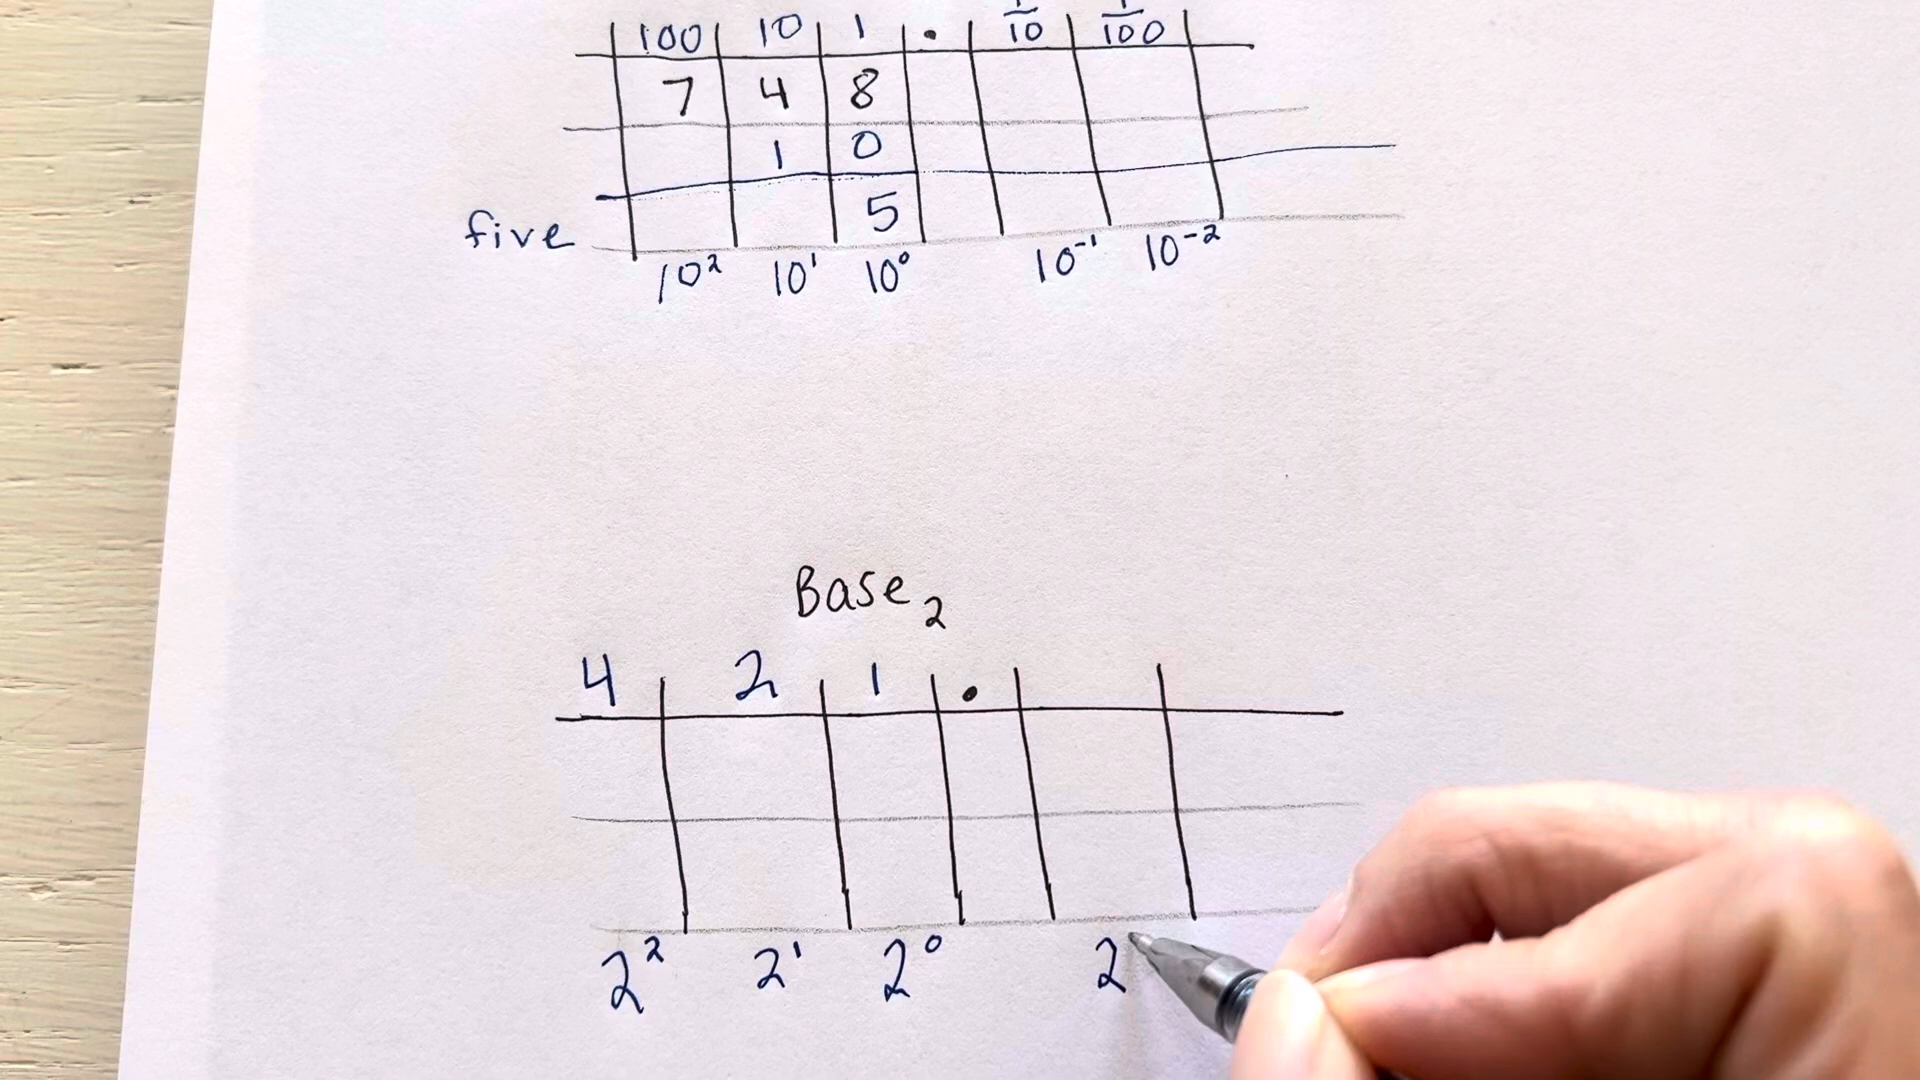 100 10 1 . 1/10 1/100
7 4 8
1 0
five 5
10² 10¹ 10⁰ 10⁻¹ 10⁻²
Base₂
4 2 1 .
2² 2¹ 2⁰ 2